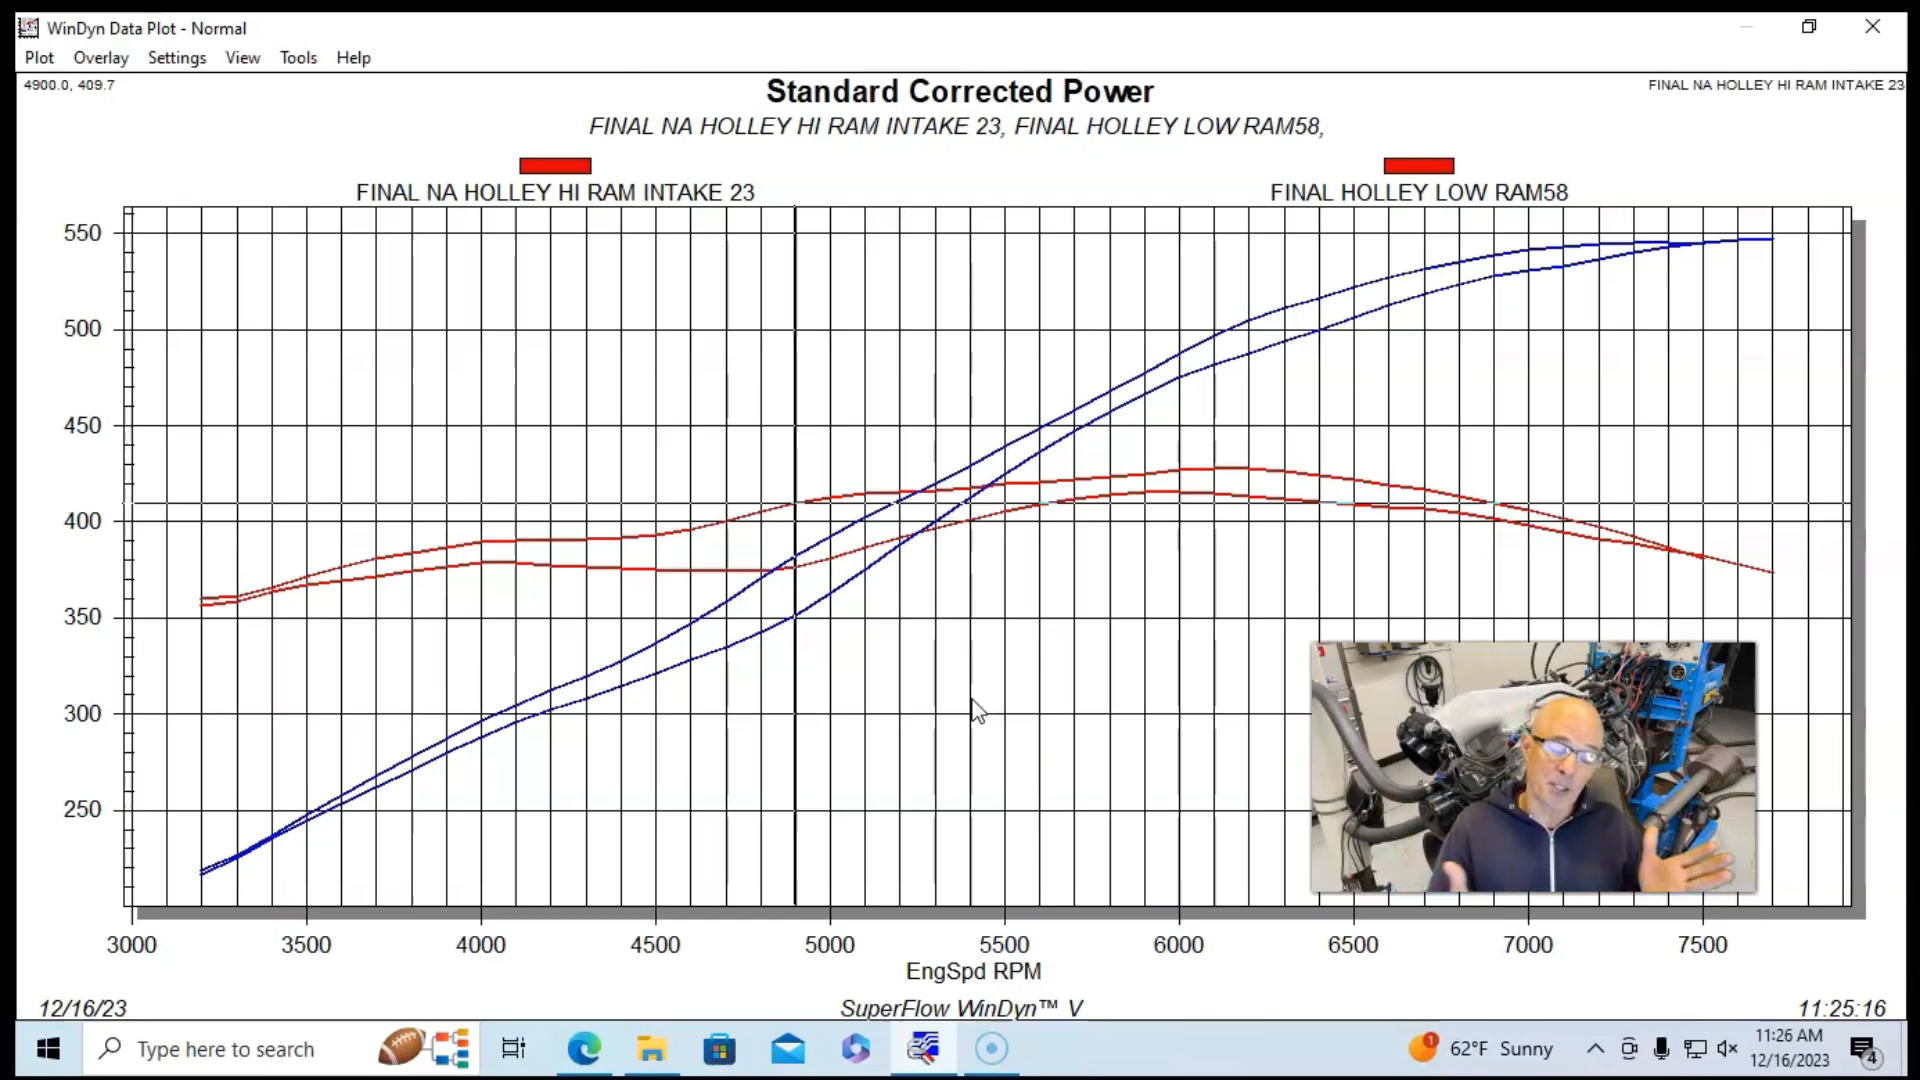 WinDyn Data Plot - Normal
Plot Overlay Settings View Tools Help
4900.0, 409.7
Standard Corrected Power
FINAL NA HOLLEY HI RAM INTAKE 23
FINAL NA HOLLEY HI RAM INTAKE 23, FINAL HOLLEY LOW RAM58,
FINAL NA HOLLEY HI RAM INTAKE 23
FINAL HOLLEY LOW RAM58
550
500
450
400
350
300
250
3000 3500 4000 4500 5000 5500 6000 6500 7000 7500
EngSpd RPM
12/16/23
SuperFlow WinDyn™ V
11:25:16
Type here to search
1
62°F Sunny
11:26 AM
12/16/2023
4